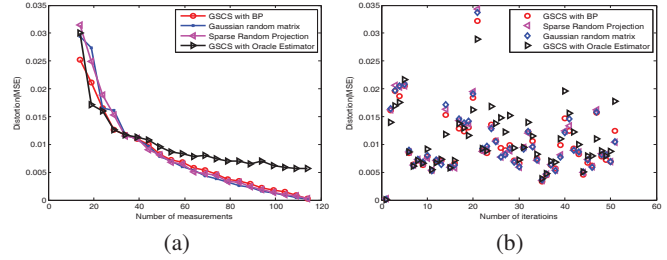 0.035
0.03
0.025
0.02
0.015
0.01
0.005
0
Distortion(MSE)
0 20 40 60 80 100 120
Number of measurements
GSCS with BP
Gaussian random matrix
Sparse Random Projection
GSCS with Oracle Estimator
(a)
0.035
0.03
0.025
0.02
0.015
0.01
0.005
0
Distortion(MSE)
0 10 20 30 40 50 60
Number of iteratioins
GSCS with BP
Sparse Random Projection
Gaussian random matrix
GSCS with Oracle Estimator
(b)